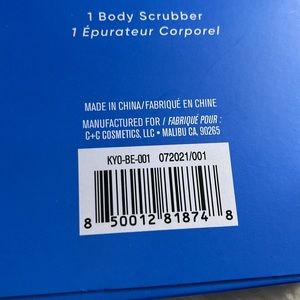 1 Body Scrubber
1 Épurateur Corporel
MADE IN CHINA/FABRIQUÉ EN CHINE
MANUFACTURED FOR / FABRIQUÉ POUR :
C+C COSMETICS, LLC • MALIBU CA, 90265
KYO-BE-001 072021/001
8 50012 81874 8